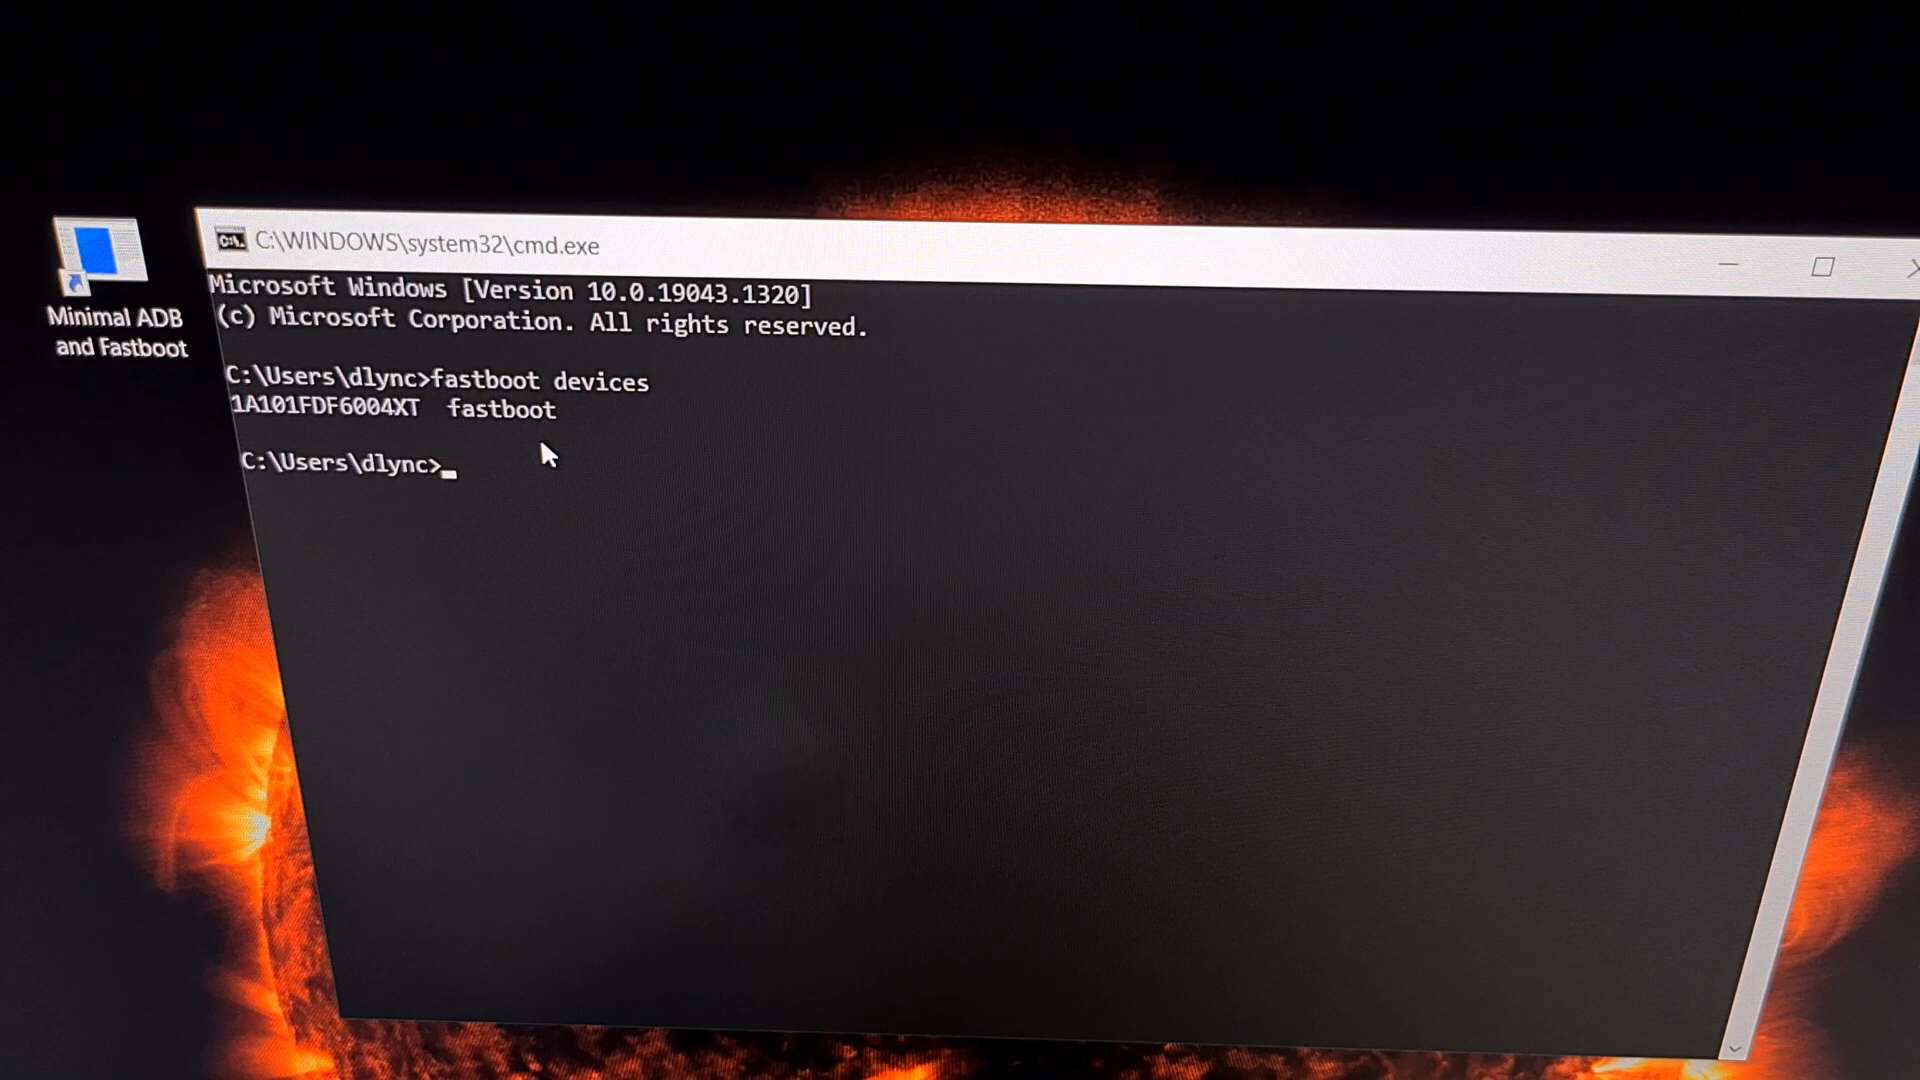 Minimal ADB
and Fastboot
C:\WINDOWS\system32\cmd.exe
Microsoft Windows [Version 10.0.19043.1320]
(c) Microsoft Corporation. All rights reserved.
C:\Users\dlync>fastboot devices
1A101FDF6004XT fastboot
C:\Users\dlync>